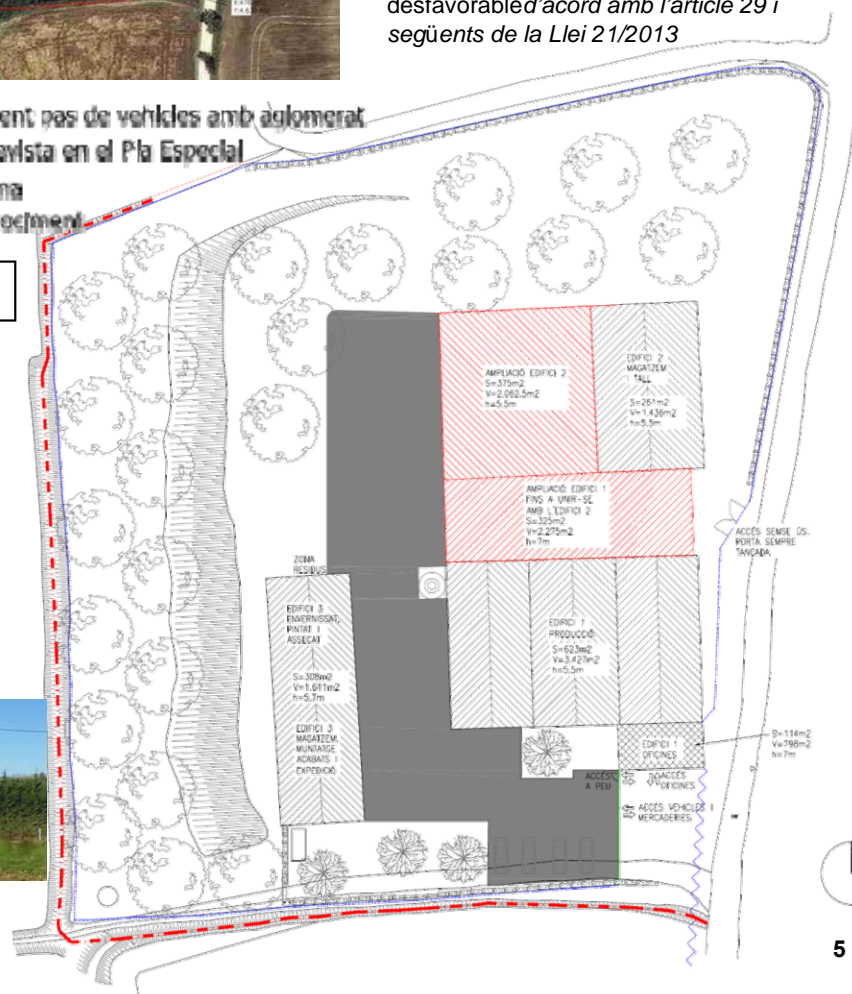 desfavorabled'acord amb l'article 29 i
següents de la Llei 21/2013
ent pas de vehicles amb aglomerat
evista en el Pla Especial
na
AMPLIACIÓ EDIFICI 2
S=375m2
V=2.062,5m2
h=5,5m
EDIFICI 2
MAGATZEM
I TALL
S=261m2
V=1.436m2
h=5,5m
AMPLIACIÓ EDIFICI 1
FINS A UNIR-SE
AMB L'EDIFICI 2
S=325m2
V=2.275m2
h=7m
ACCÉS SENSE ÚS.
PORTA SEMPRE
TANCADA
ZONA
RESIDUS
EDIFICI 3
ENVERNISSAT,
PINTAT I
ASSECAT
S=308m2
V=1.611m2
h=5,7m
EDIFICI 3
MAGATZEM,
MUNTATGE
ACABATS I
EXPEDICIÓ
EDIFICI 1
PRODUCCIÓ
S=623m2
V=3.427m2
h=5,5m
EDIFICI 1
OFICINES
S=114m2
V=798m2
h=7m
ACCÉS
A PEU
ACCÉS
OFICINES
ACCÉS VEHICLES I
MERCADERIES
5